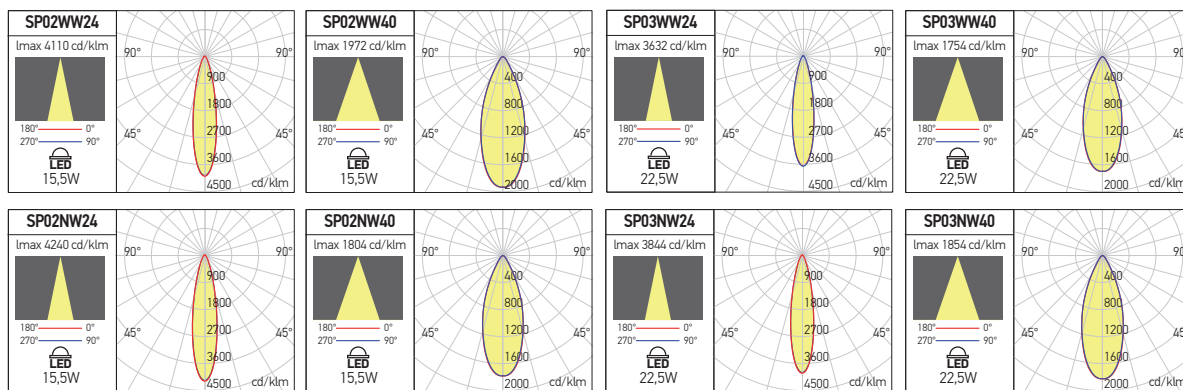 SP02WW24
Imax 4110 cd/klm
180° 0°
270° 90°
LED
15,5W
90° 90°
45° 45°
900
1800
2700
3600
4500 cd/klm
SP02WW40
Imax 1972 cd/klm
180° 0°
270° 90°
LED
15,5W
90° 90°
45° 45°
400
800
1200
1600
2000 cd/klm
SP03WW24
Imax 3632 cd/klm
180° 0°
270° 90°
LED
22,5W
90° 90°
45° 45°
900
1800
2700
3600
4500 cd/klm
SP03WW40
Imax 1754 cd/klm
180° 0°
270° 90°
LED
22,5W
90° 90°
45° 45°
400
800
1200
1600
2000 cd/klm
SP02NW24
Imax 4240 cd/klm
180° 0°
270° 90°
LED
15,5W
90° 90°
45° 45°
900
1800
2700
3600
4500 cd/klm
SP02NW40
Imax 1804 cd/klm
180° 0°
270° 90°
LED
15,5W
90° 90°
45° 45°
400
800
1200
1600
2000 cd/klm
SP03NW24
Imax 3844 cd/klm
180° 0°
270° 90°
LED
22,5W
90° 90°
45° 45°
900
1800
2700
3600
4500 cd/klm
SP03NW40
Imax 1854 cd/klm
180° 0°
270° 90°
LED
22,5W
90° 90°
45° 45°
400
800
1200
1600
2000 cd/klm